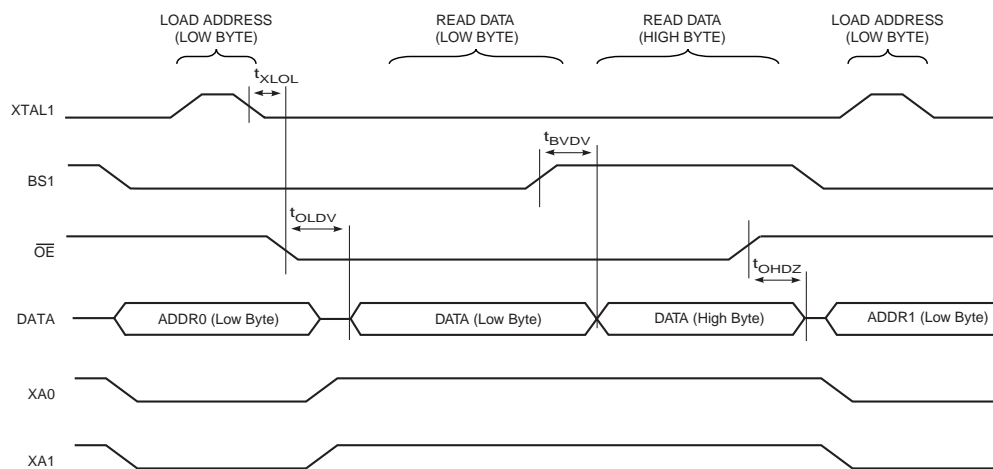 LOAD ADDRESS
(LOW BYTE)
READ DATA
(LOW BYTE)
READ DATA
(HIGH BYTE)
LOAD ADDRESS
(LOW BYTE)
tXLOL
XTAL1
tBVDV
BS1
tOLDV
OE
tOHDZ
DATA
ADDR0 (Low Byte)
DATA (Low Byte)
DATA (High Byte)
ADDR1 (Low Byte)
XA0
XA1